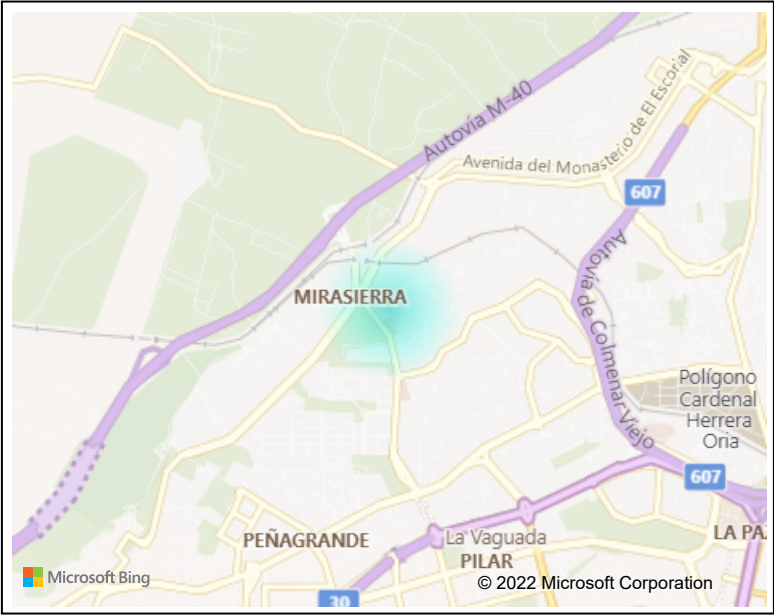 Autovía M-40
Avenida del Monasterio de El Escorial
607
Autovía de Colmenar Viejo
MIRASIERRA
Polígono
Cardenal
Herrera
Oria
607
PEÑAGRANDE
La Vaguada
PILAR
LA PAZ
Microsoft Bing
© 2022 Microsoft Corporation
30